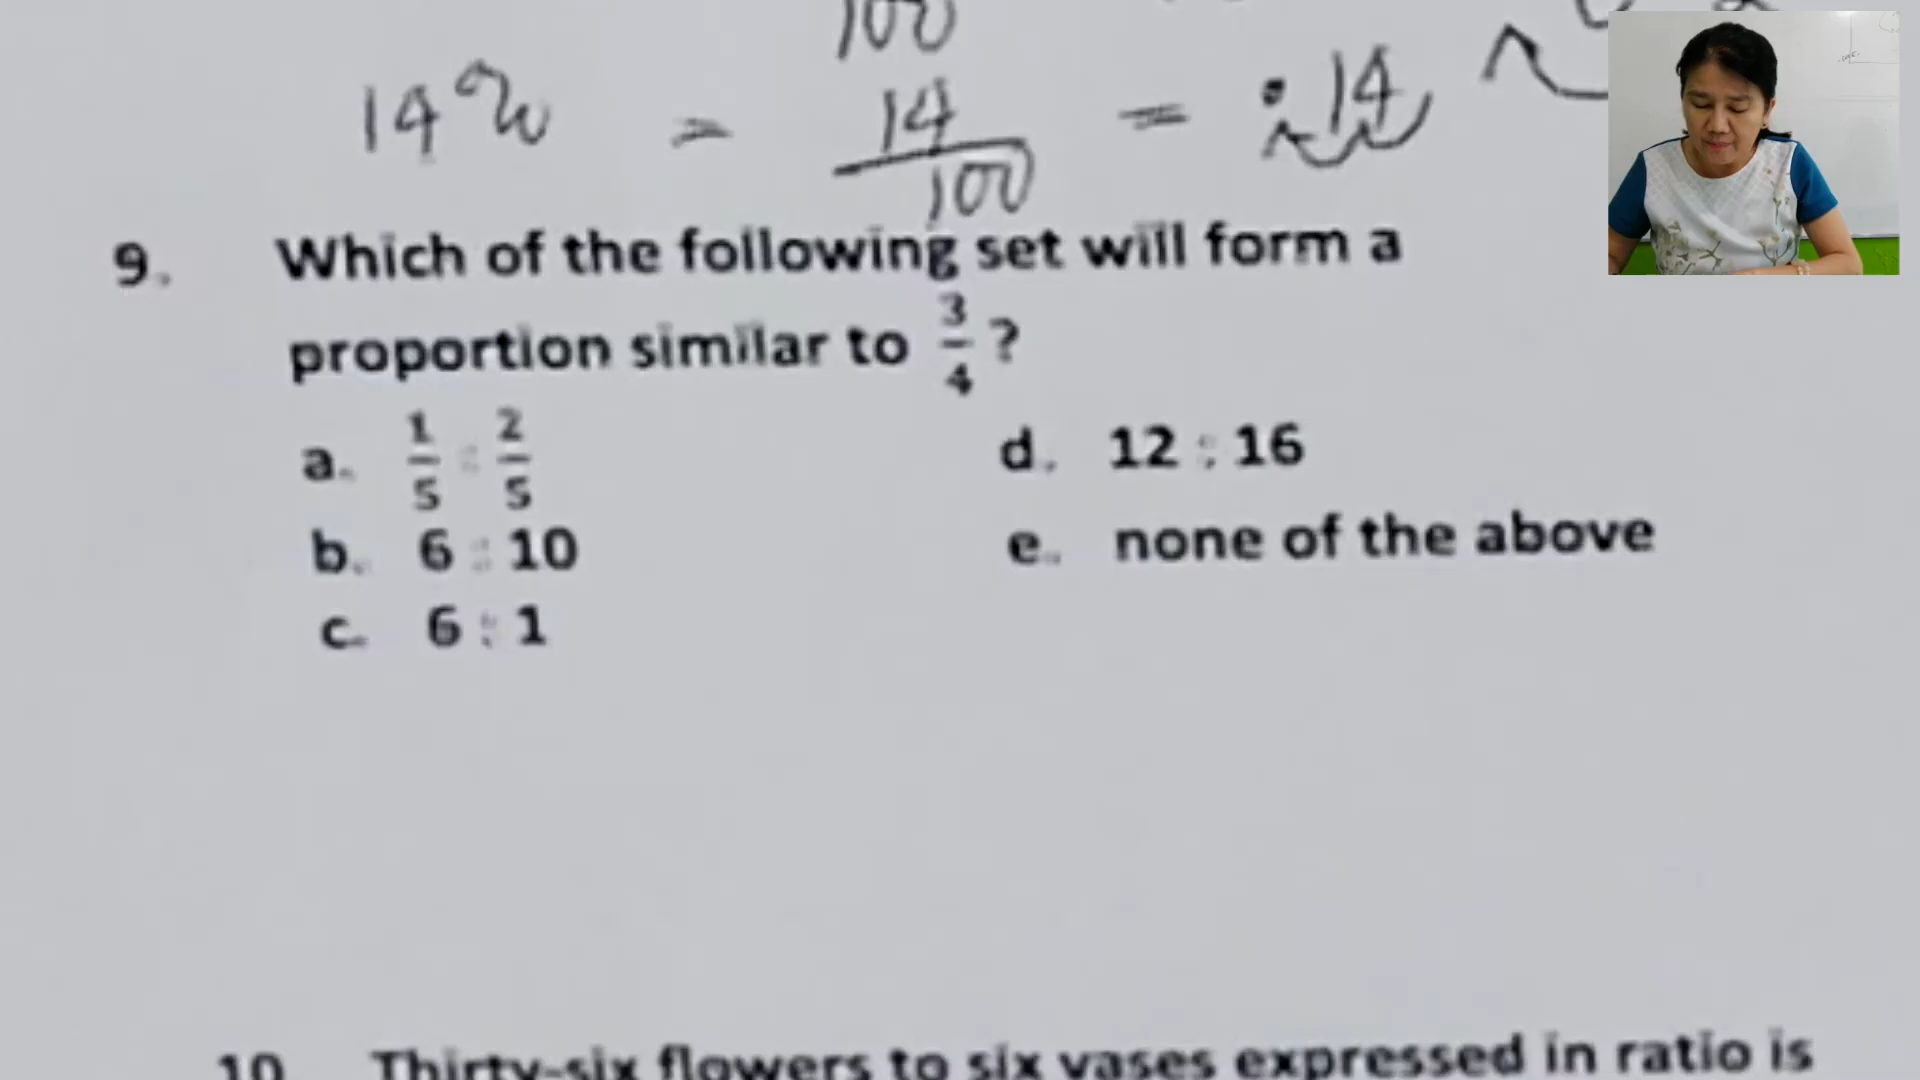 100
14% = 14/100 = .14
9. Which of the following set will form a
proportion similar to 3/4 ?
a. 1/5 : 2/5
b. 6 : 10
c. 6 : 1
d. 12 : 16
e. none of the above
10. Thirty-six flowers to six vases expressed in ratio is